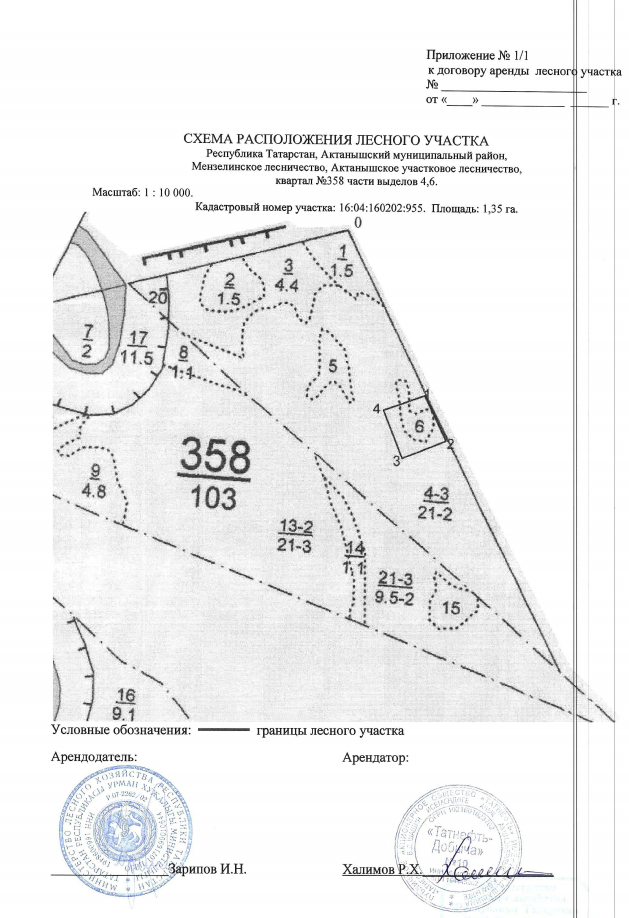 Приложение № 1/1
к договору аренды лесного участка
№ ______________________
от «____» _____________ ______ г.
СХЕМА РАСПОЛОЖЕНИЯ ЛЕСНОГО УЧАСТКА
Республика Татарстан, Актанышский муниципальный район,
Мензелинское лесничество, Актанышское участковое лесничество,
квартал №358 части выделов 4,6.
Масштаб: 1 : 10 000.
Кадастровый номер участка: 16:04:160202:955. Площадь: 1,35 га.
0
1
1.5
3
4.4
2
1.5
20
7
2
17
11.5
8
1.1
5
1
4
6
2
3
358
103
9
4.8
4-3
21-2
13-2
21-3
14
1.1
21-3
9.5-2
15
16
9.1
Условные обозначения: границы лесного участка
Арендодатель: Арендатор:
«Татнефть-
Добыча»
Зарипов И.Н. Халимов Р.Х.